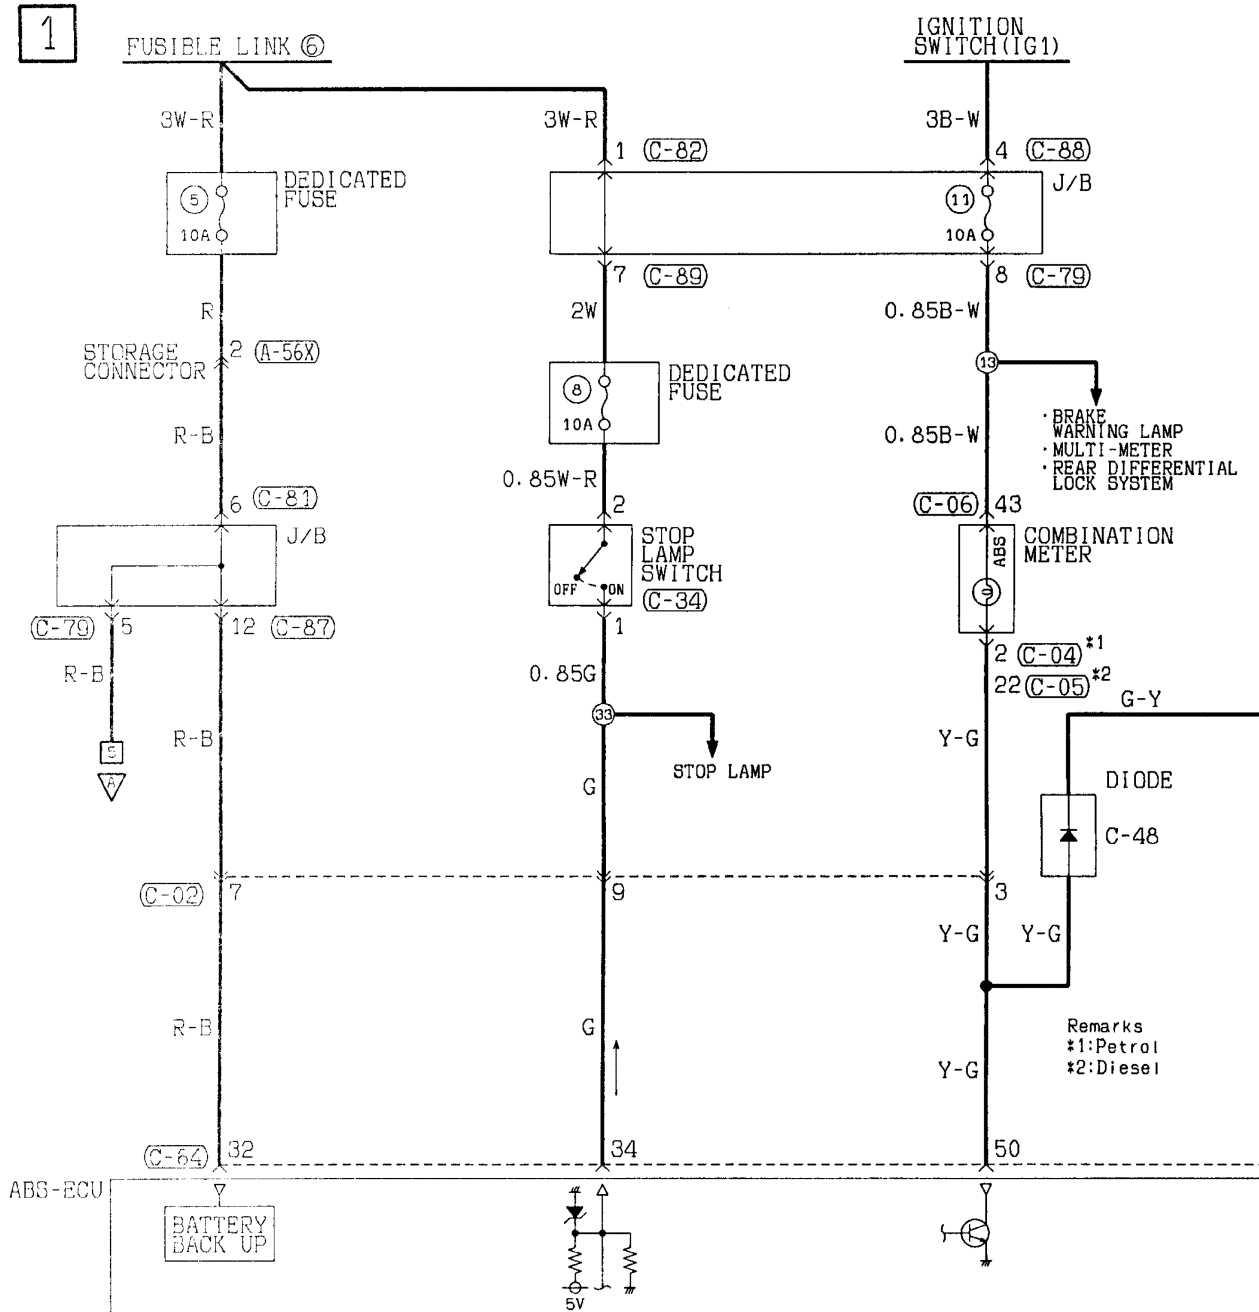 1
FUSIBLE LINK ⑥
IGNITION
SWITCH(IG1)
3W-R
3W-R
3B-W
1 C-82
4 C-88
5
10A
DEDICATED
FUSE
11
10A
J/B
7 C-89
8 C-79
R
2W
0.85B-W
STORAGE
CONNECTOR
2 A-56X
8
10A
DEDICATED
FUSE
13
· BRAKE
WARNING LAMP
· MULTI-METER
· REAR DIFFERENTIAL
LOCK SYSTEM
R-B
0.85B-W
0.85W-R
6 C-81
2
C-06 43
J/B
OFF ON
STOP
LAMP
SWITCH
C-34
ABS
COMBINATION
METER
C-79 5
12 C-87
1
2 C-04 *1
22 C-05 *2
R-B
0.85G
G-Y
33
STOP LAMP
R-B
Y-G
5
A
G
DIODE
C-48
C-02 7
9
3
Y-G
Y-G
R-B
G
Remarks
*1:Petrol
*2:Diesel
Y-G
C-64 32
34
50
ABS-ECU
BATTERY
BACK UP
5V